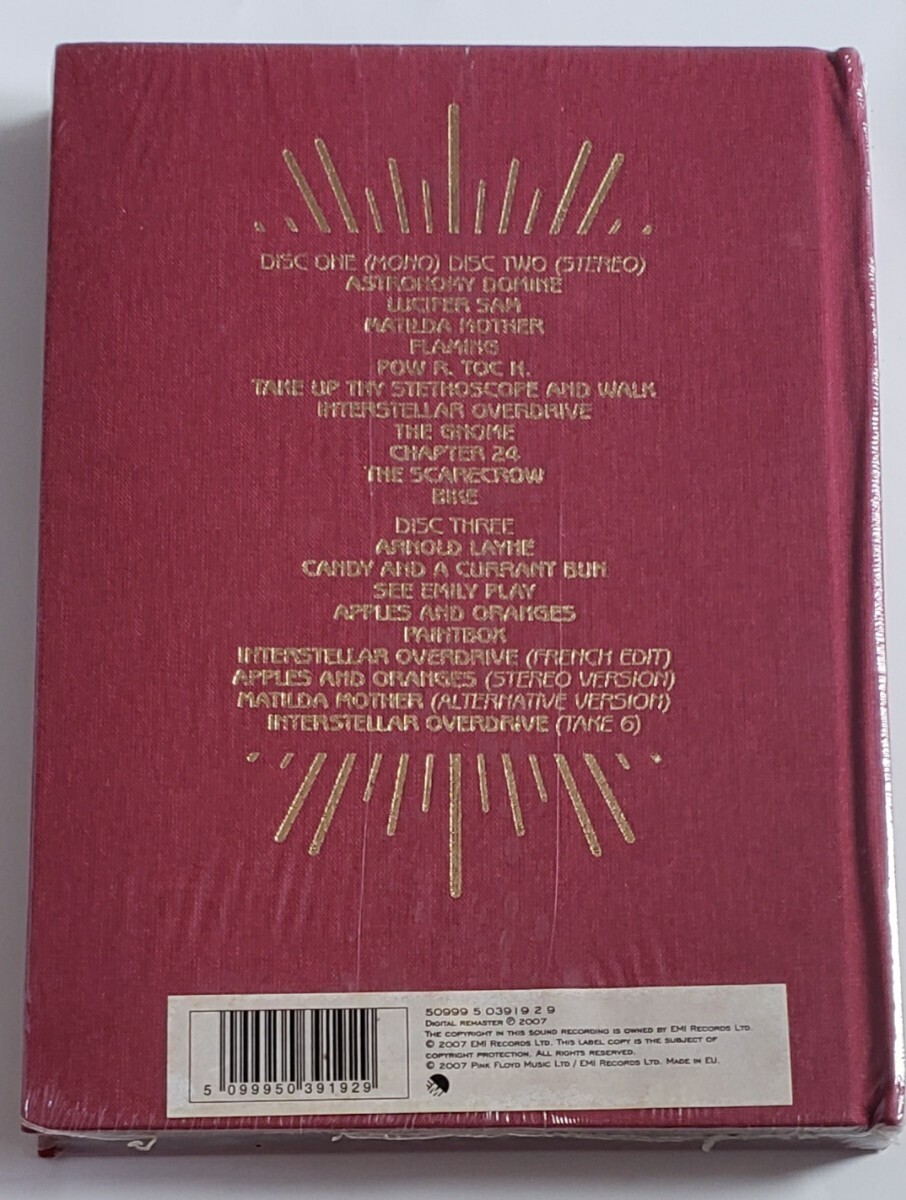 DISC ONE (MONO) DISC TWO (STEREO)
ASTRONOMY DOMINE
LUCIFER SAM
MATILDA MOTHER
FLAMING
POW R. TOC H.
TAKE UP THY STETHOSCOPE AND WALK
INTERSTELLAR OVERDRIVE
THE GNOME
CHAPTER 24
THE SCARECROW
BIKE
DISC THREE
ARNOLD LAYNE
CANDY AND A CURRANT BUN
SEE EMILY PLAY
APPLES AND ORANGES
PAINTBOX
INTERSTELLAR OVERDRIVE (FRENCH EDIT)
APPLES AND ORANGES (STEREO VERSION)
MATILDA MOTHER (ALTERNATIVE VERSION)
INTERSTELLAR OVERDRIVE (TAKE 6)
50999 5 03919 2 9
DIGITAL REMASTER ℗ 2007
THE COPYRIGHT IN THIS SOUND RECORDING IS OWNED BY EMI RECORDS LTD.
© 2007 EMI RECORDS LTD. THIS LABEL COPY IS THE SUBJECT OF
COPYRIGHT PROTECTION. ALL RIGHTS RESERVED.
© 2007 PINK FLOYD MUSIC LTD / EMI RECORDS LTD. MADE IN EU.
5 099950 391929